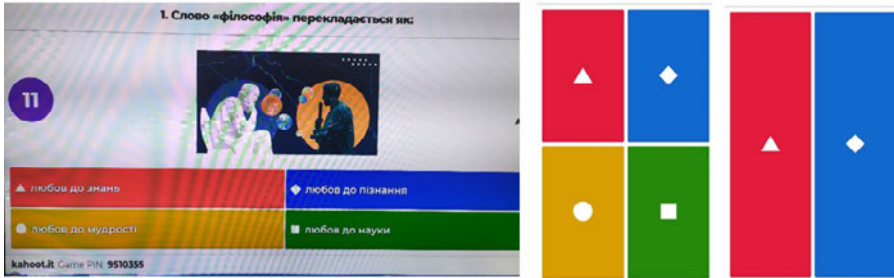 1. Слово «філософія» перекладається як:
11
любов до знань
любов до пізнання
любов до мудрості
любов до науки
kahoot.it Game PIN: 9510355